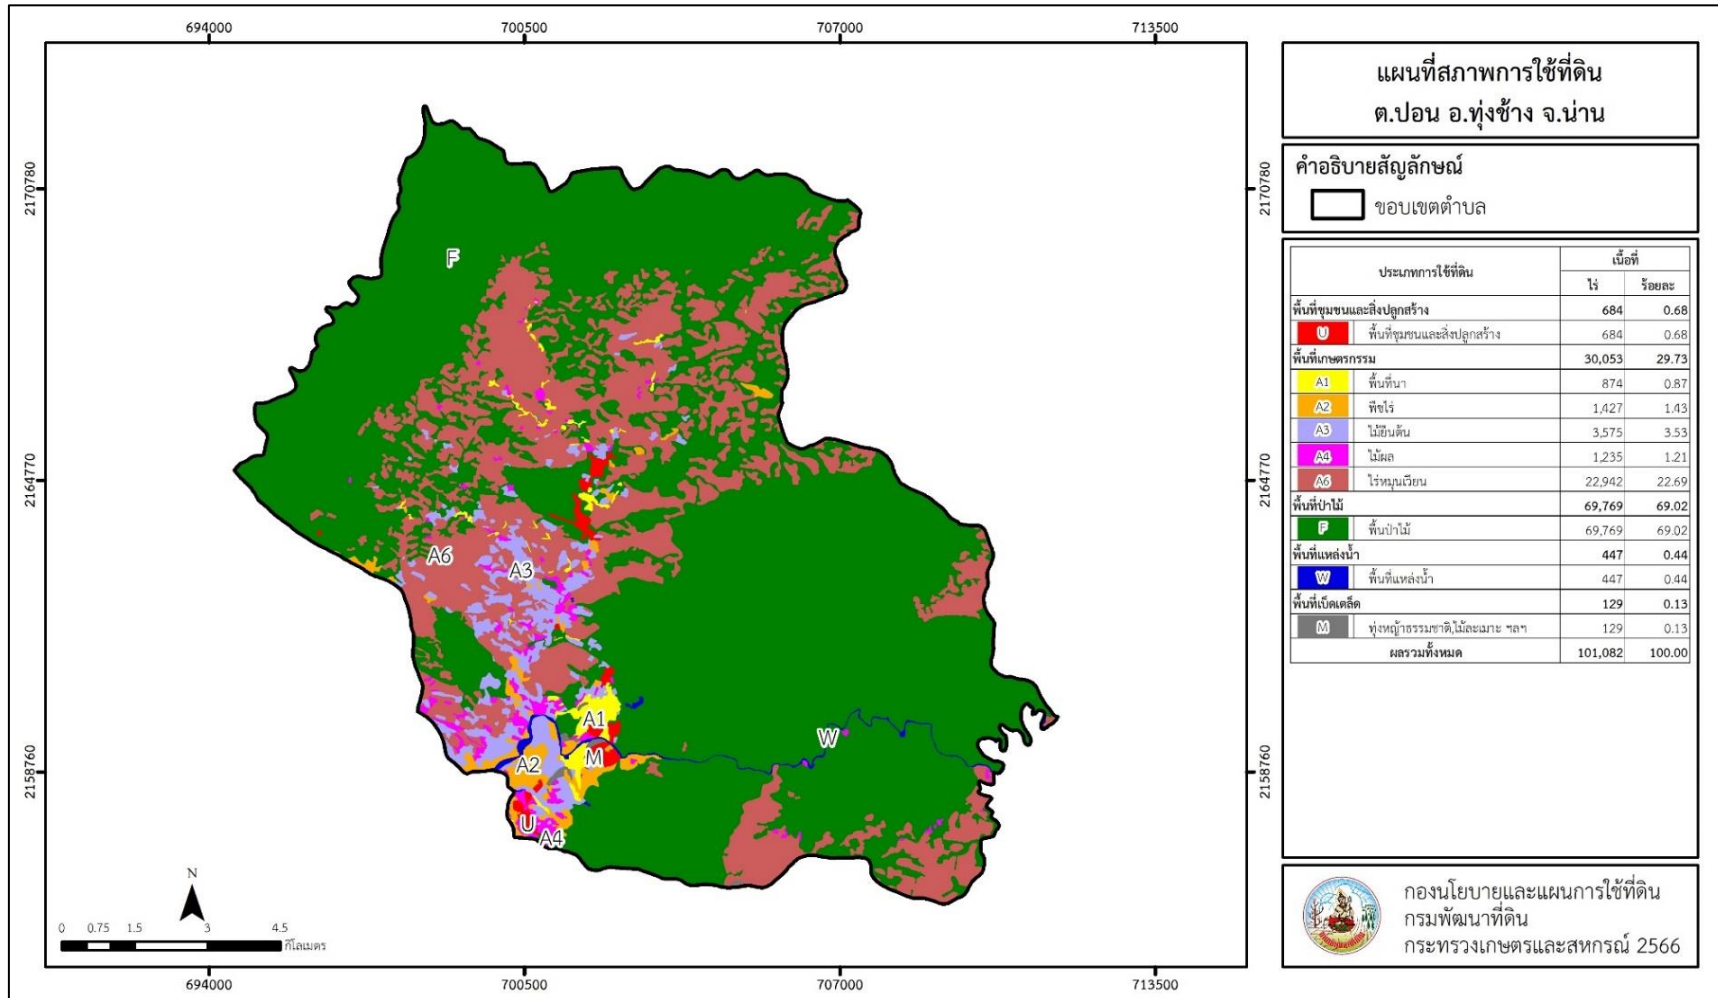 694000 700500 707000 713500
2170780 2170780
2164770 2164770
2158760 2158760
F
A6
A3
A1
W
M
A2
U
A4
N
0 0.75 1.5 3 4.5
กิโลเมตร
694000 700500 707000 713500
แผนที่สภาพการใช้ที่ดิน
ต.ปอน อ.ทุ่งช้าง จ.น่าน
คำอธิบายสัญลักษณ์
ขอบเขตตำบล
ประเภทการใช้ที่ดิน เนื้อที่
ไร่ ร้อยละ
พื้นที่ชุมชนและสิ่งปลูกสร้าง 684 0.68
U พื้นที่ชุมชนและสิ่งปลูกสร้าง 684 0.68
พื้นที่เกษตรกรรม 30,053 29.73
A1 พื้นที่นา 874 0.87
A2 พืชไร่ 1,427 1.43
A3 ไม้ยืนต้น 3,575 3.53
A4 ไม้ผล 1,235 1.21
A6 ไร่หมุนเวียน 22,942 22.69
พื้นที่ป่าไม้ 69,769 69.02
F พื้นป่าไม้ 69,769 69.02
พื้นที่แหล่งน้ำ 447 0.44
W พื้นที่แหล่งน้ำ 447 0.44
พื้นที่เบ็ดเตล็ด 129 0.13
M ทุ่งหญ้าธรรมชาติ,ไม้ละเมาะ ฯลฯ 129 0.13
ผลรวมทั้งหมด 101,082 100.00
กองนโยบายและแผนการใช้ที่ดิน
กรมพัฒนาที่ดิน
กระทรวงเกษตรและสหกรณ์ 2566